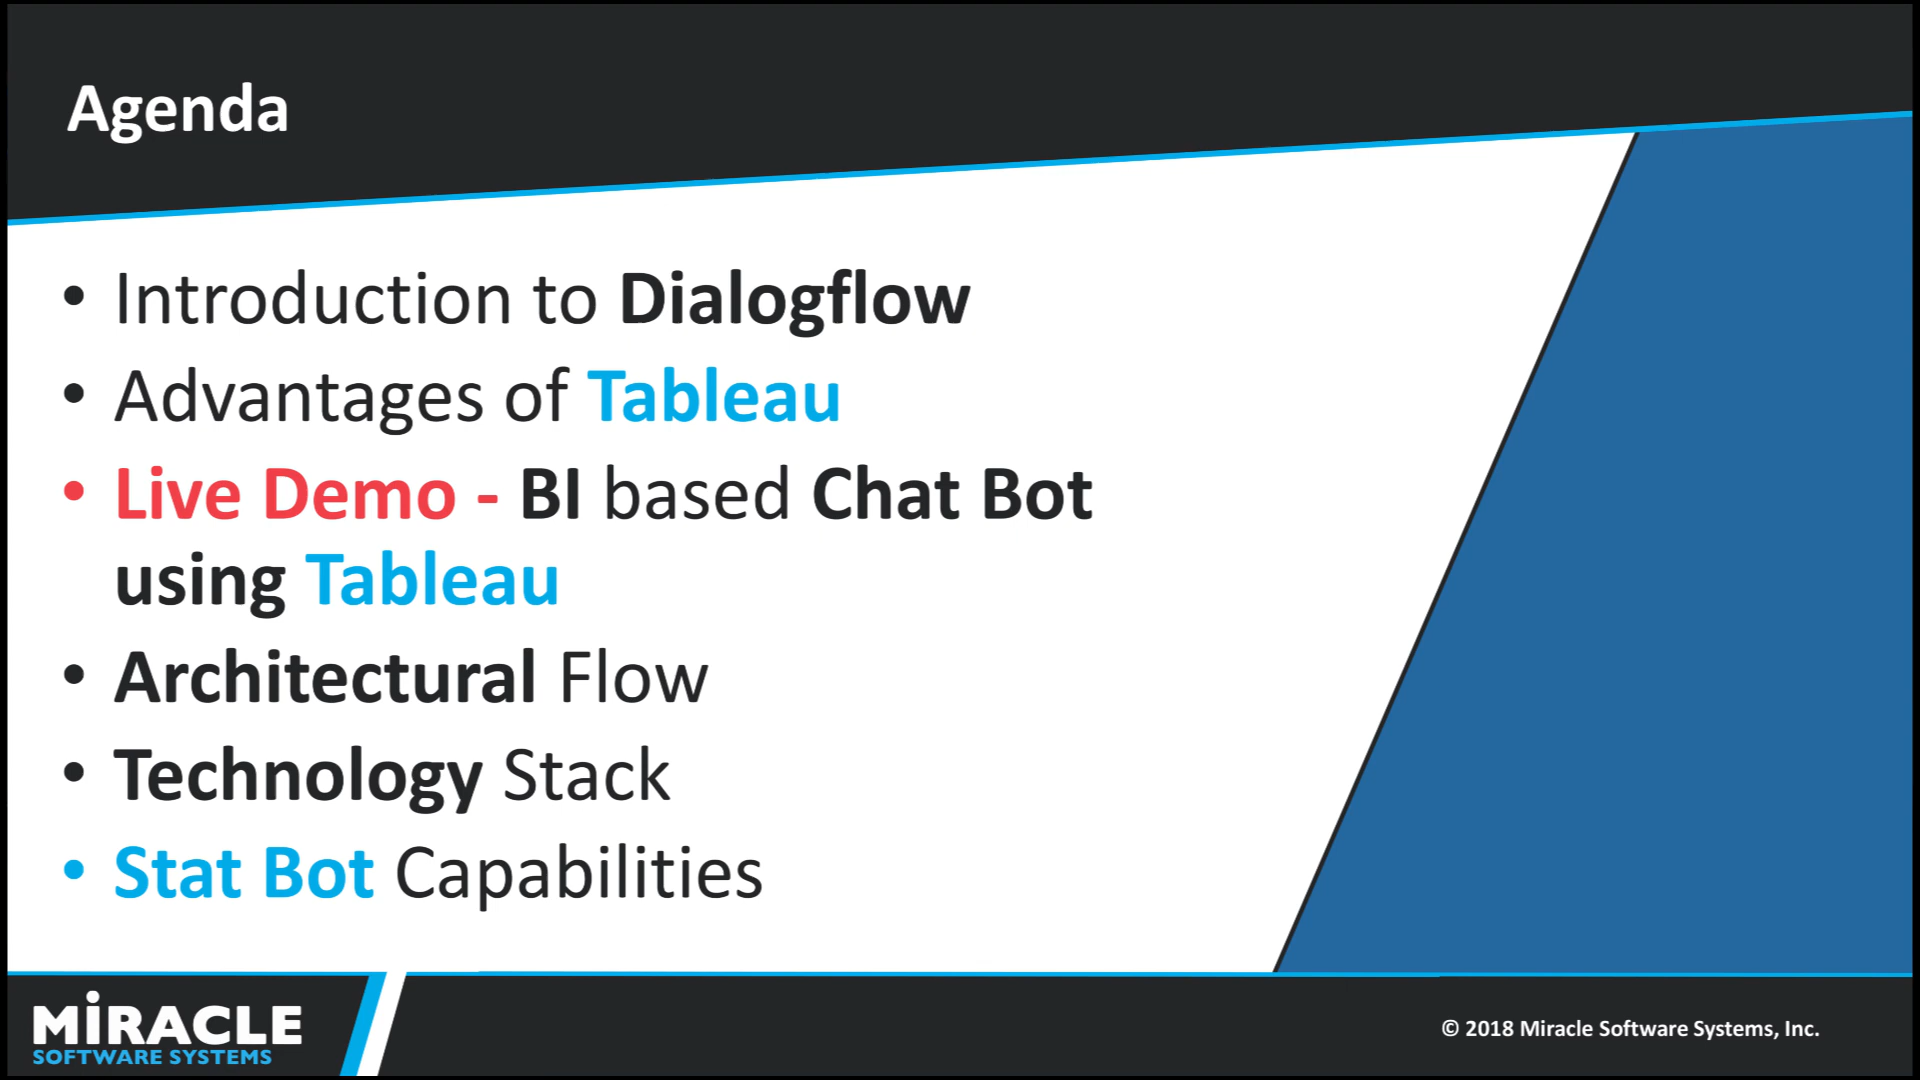 Agenda
• Introduction to Dialogflow
• Advantages of Tableau
• Live Demo - BI based Chat Bot
using Tableau
• Architectural Flow
• Technology Stack
• Stat Bot Capabilities
MiRACLE
SOFTWARE SYSTEMS
© 2018 Miracle Software Systems, Inc.